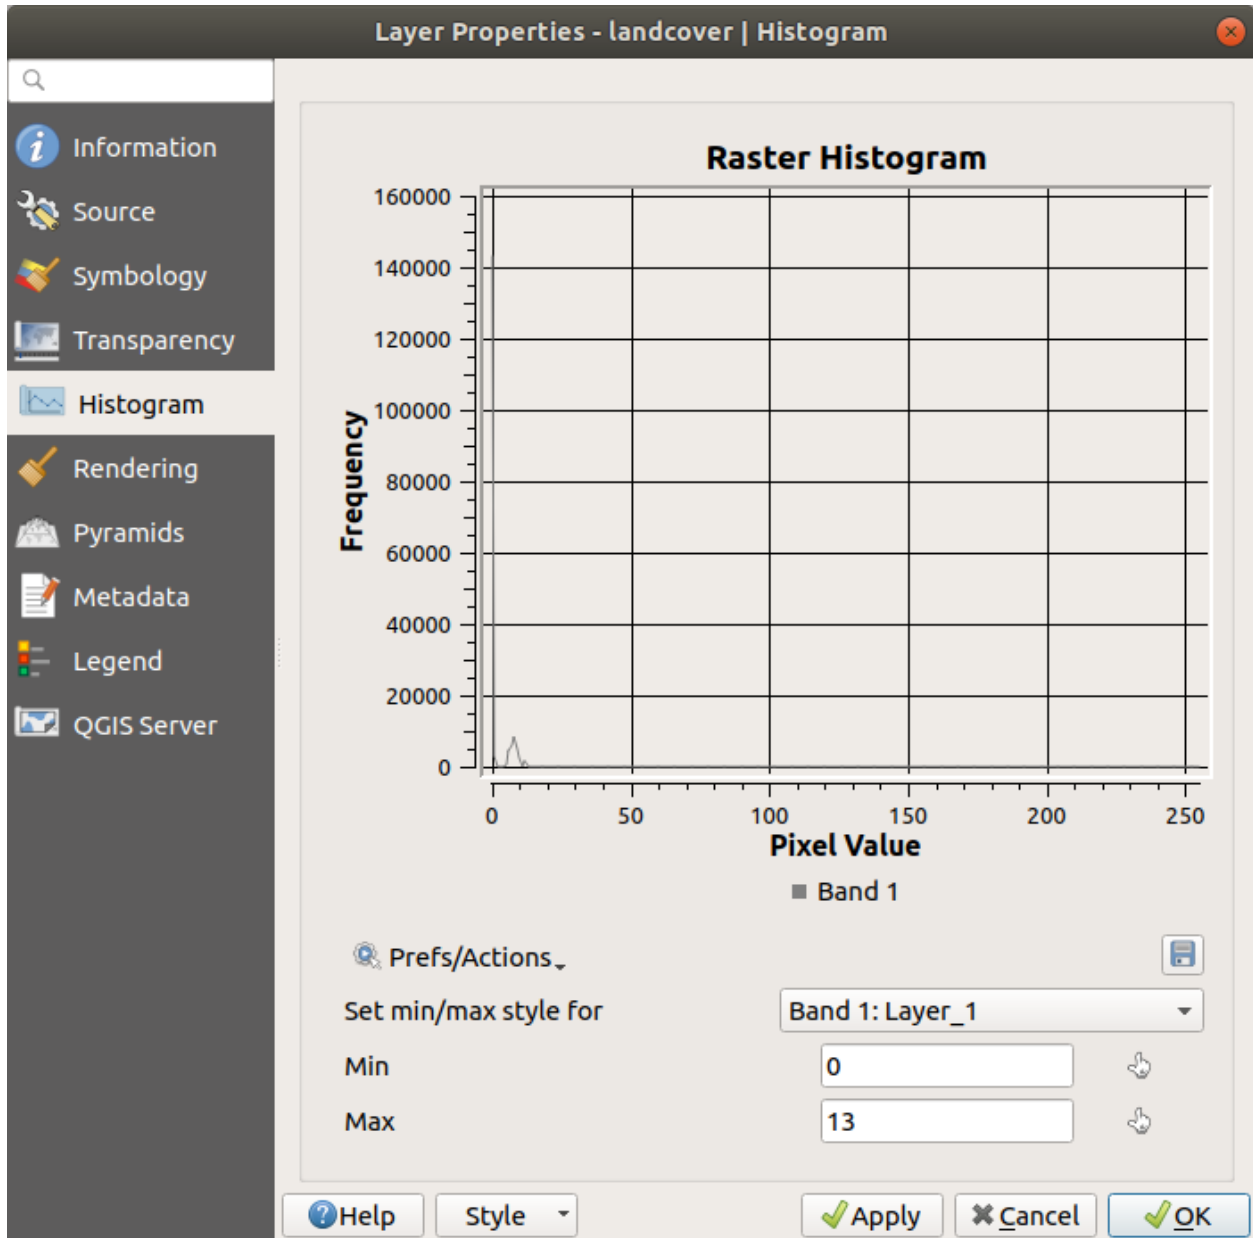 Layer Properties - landcover | Histogram
Information
Source
Symbology
Transparency
Histogram
Rendering
Pyramids
Metadata
Legend
QGIS Server
Raster Histogram
160000
140000
120000
100000
80000
60000
40000
20000
0
Frequency
0 50 100 150 200 250
Pixel Value
Band 1
Prefs/Actions
Set min/max style for Band 1: Layer_1
Min 0
Max 13
Help Style Apply Cancel OK